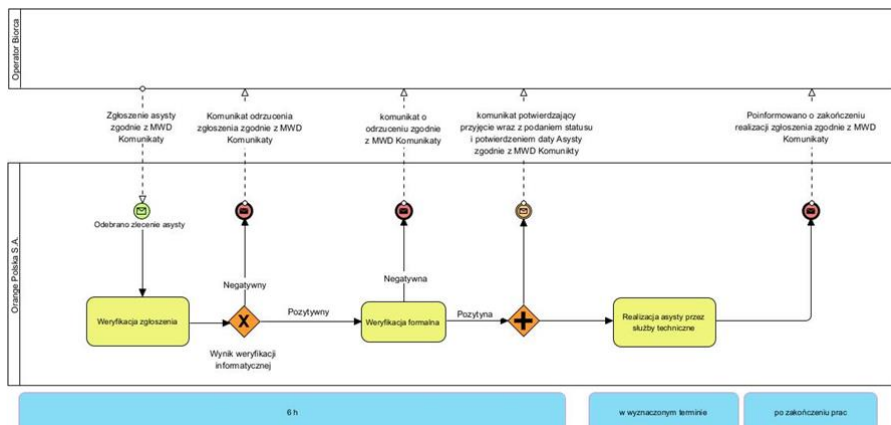 Operator Biorca
Zgłoszenie asysty
zgodnie z MWD
Komunikaty
Komunikat odrzucenia
zgłoszenia zgodnie z MWD
Komunikaty
komunikat o
odrzuceniu zgodnie
z MWD Komunikaty
komunikat potwierdzający
przyjęcie wraz z podaniem statusu
i potwierdzeniem daty Asysty
zgodnie z MWD Komunikty
Poinformowano o zakończeniu
realizacji zgłoszenia zgodnie z MWD
Komunikaty
Orange Polska S.A.
Odebrano zlecenie asysty
Negatywny
Negatywna
Weryfikacja zgłoszenia
X
Pozytywny
Weryfikacja formalna
Pozytyna
Realizacja asysty przez
służby techniczne
Wynik weryfikacji
informatycznej
6 h
w wyznaczonym terminie
po zakończeniu prac